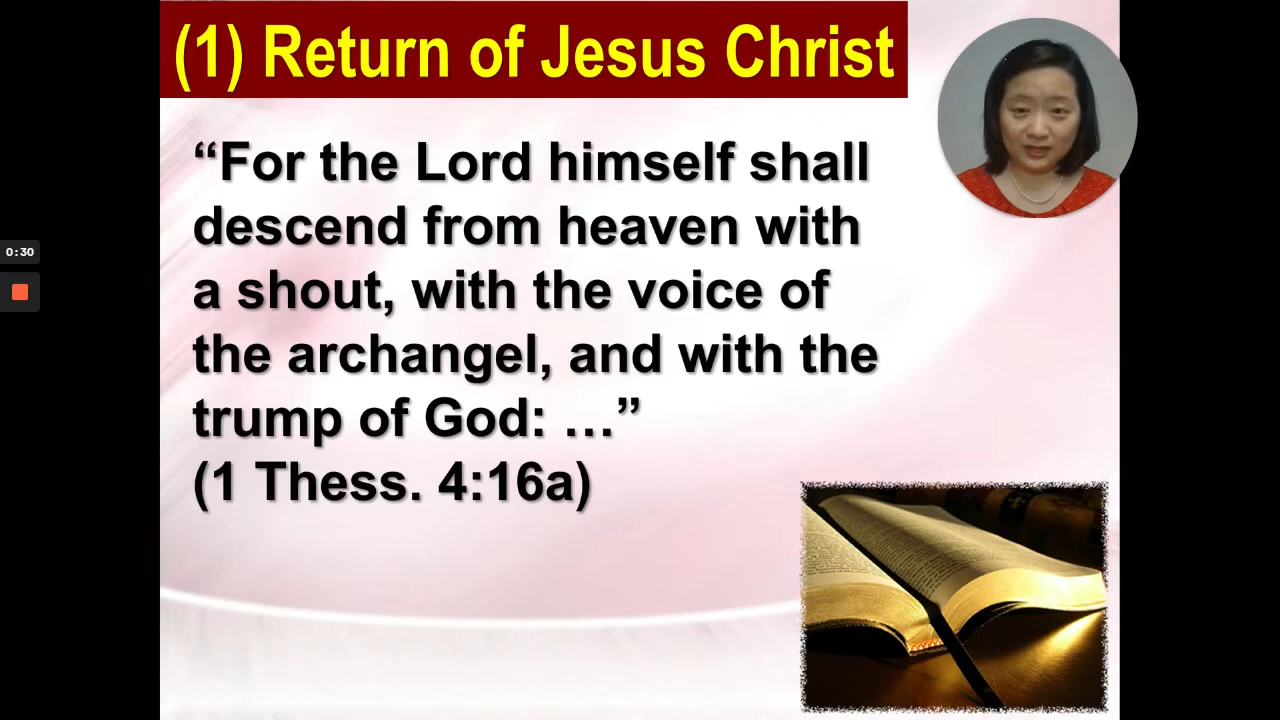 (1) Return of Jesus Christ
“For the Lord himself shall
descend from heaven with
a shout, with the voice of
the archangel, and with the
trump of God: …”
(1 Thess. 4:16a)
0:30